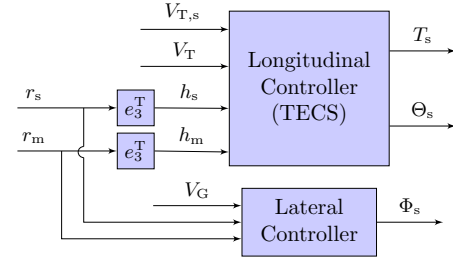 V_T,s
V_T
Longitudinal
Controller
(TECS)
T_s
Θ_s
r_s
e_3^T
h_s
r_m
e_3^T
h_m
V_G
Lateral
Controller
Φ_s